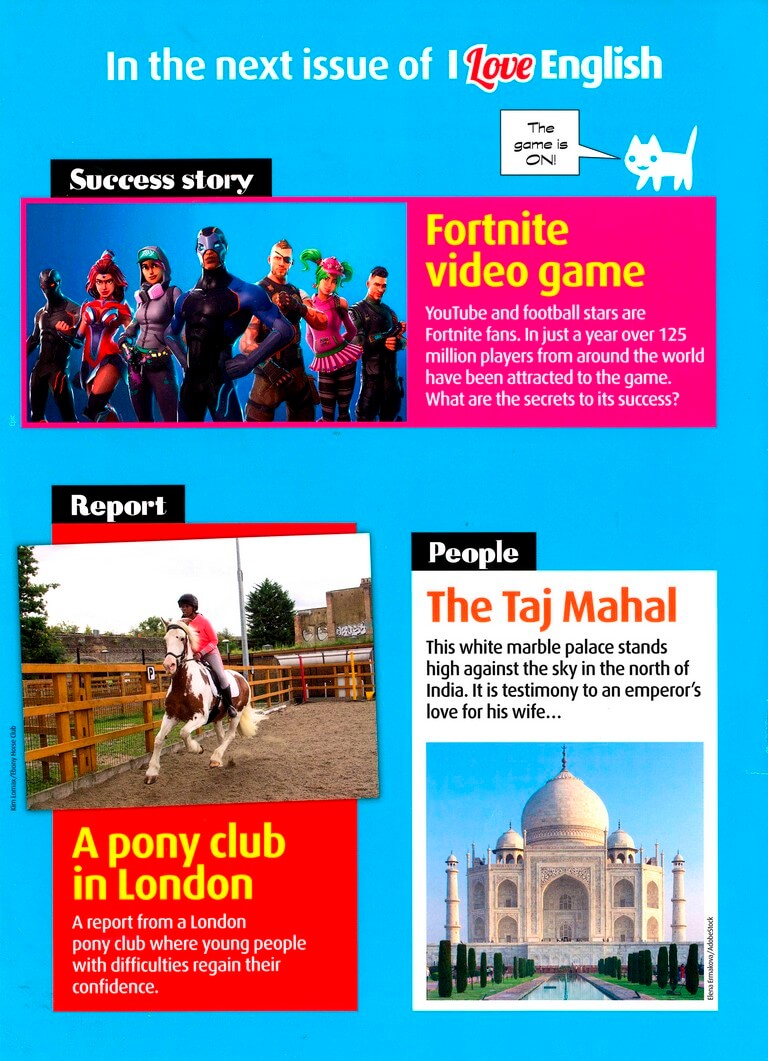 In the next issue of I Love English
The
game is
ON!
Success story
Fortnite
video game
YouTube and football stars are
Fortnite fans. In just a year over 125
million players from around the world
have been attracted to the game.
What are the secrets to its success?
Epic
Report
Kim Lomax/Ebony Horse Club
P
A pony club
in London
A report from a London
pony club where young people
with difficulties regain their
confidence.
People
The Taj Mahal
This white marble palace stands
high against the sky in the north of
India. It is testimony to an emperor's
love for his wife...
Elena Ermakova/AdobeStock